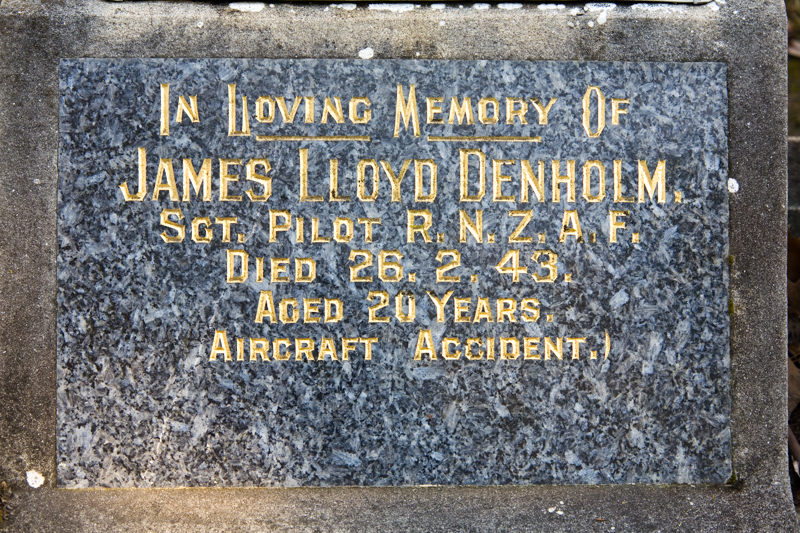 In Loving Memory Of
James Lloyd Denholm.
Sgt. Pilot R.N.Z.A.F.
Died 26.2.43.
Aged 20 Years.
Aircraft Accident.)